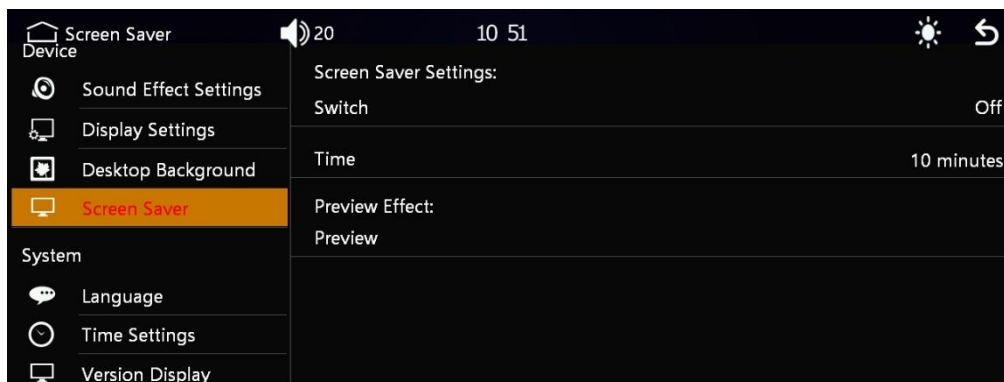 Screen Saver
20
10 51
Device
Sound Effect Settings
Display Settings
Desktop Background
Screen Saver
System
Language
Time Settings
Version Display
Screen Saver Settings:
Switch Off
Time 10 minutes
Preview Effect:
Preview